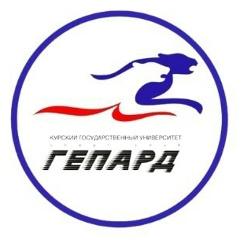 КУРСКИЙ ГОСУДАРСТВЕННЫЙ УНИВЕРСИТЕТ
ГЕПАРД